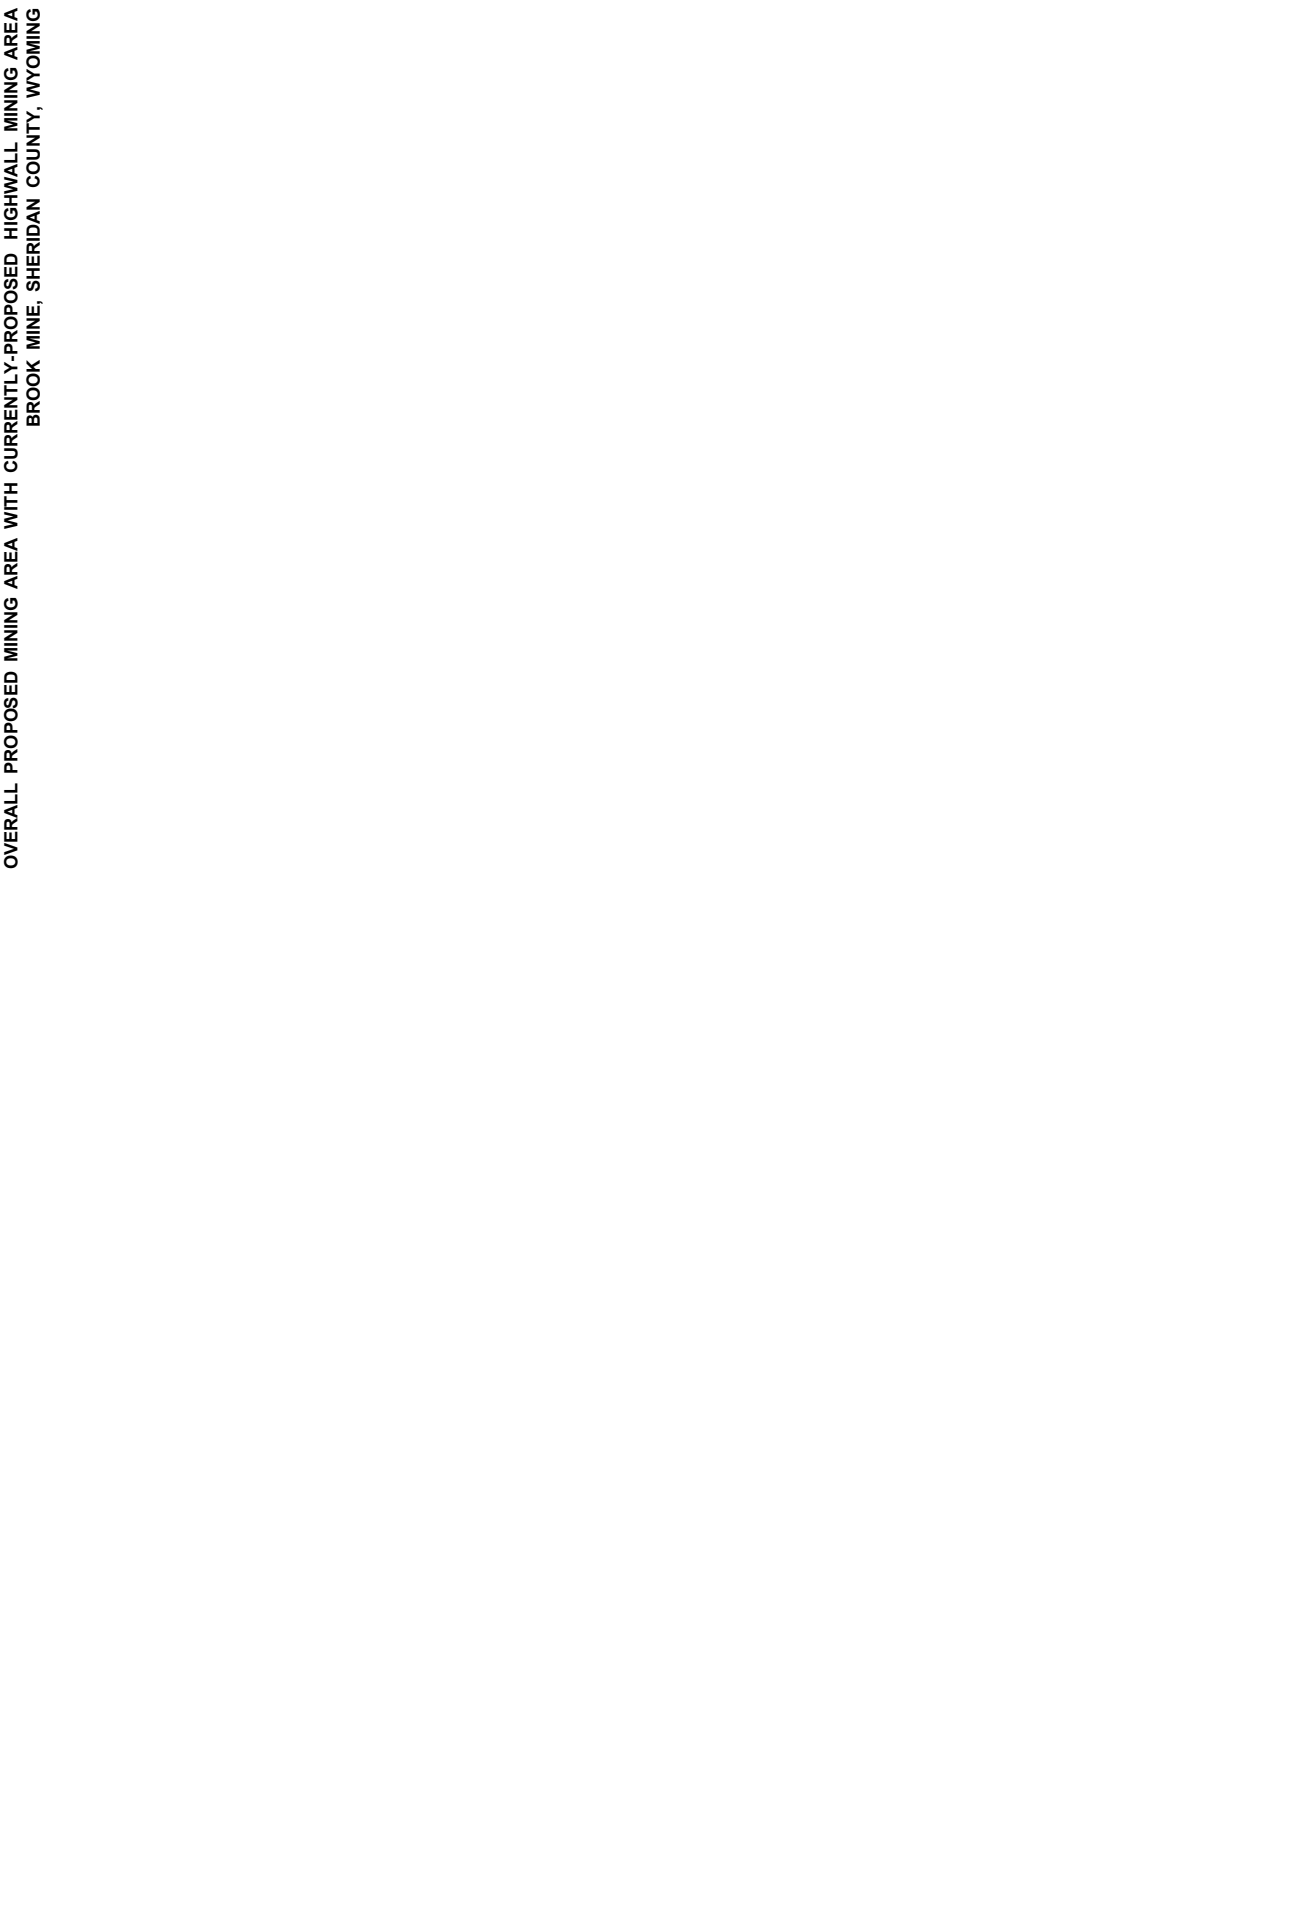 OVERALL PROPOSED MINING AREA WITH CURRENTLY-PROPOSED HIGHWALL MINING AREA
BROOK MINE, SHERIDAN COUNTY, WYOMING